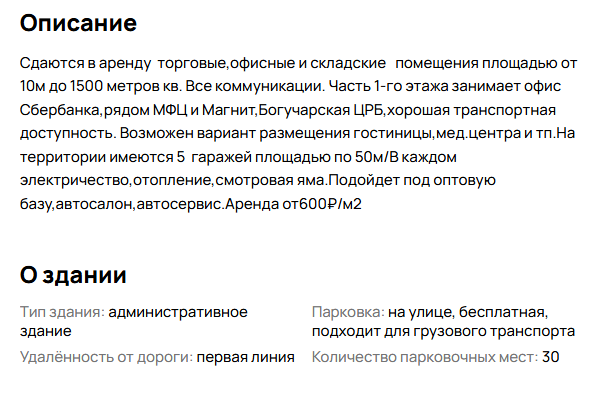 Описание
Сдаются в аренду торговые,офисные и складские помещения площадью от
10м до 1500 метров кв. Все коммуникации. Часть 1-го этажа занимает офис
Сбербанка,рядом МФЦ и Магнит,Богучарская ЦРБ,хорошая транспортная
доступность. Возможен вариант размещения гостиницы,мед.центра и тп.На
территории имеются 5 гаражей площадью по 50м/В каждом
электричество,отопление,смотровая яма.Подойдет под оптовую
базу,автосалон,автосервис.Аренда от600₽/м2
О здании
Тип здания: административное
здание
Парковка: на улице, бесплатная,
подходит для грузового транспорта
Удалённость от дороги: первая линия
Количество парковочных мест: 30